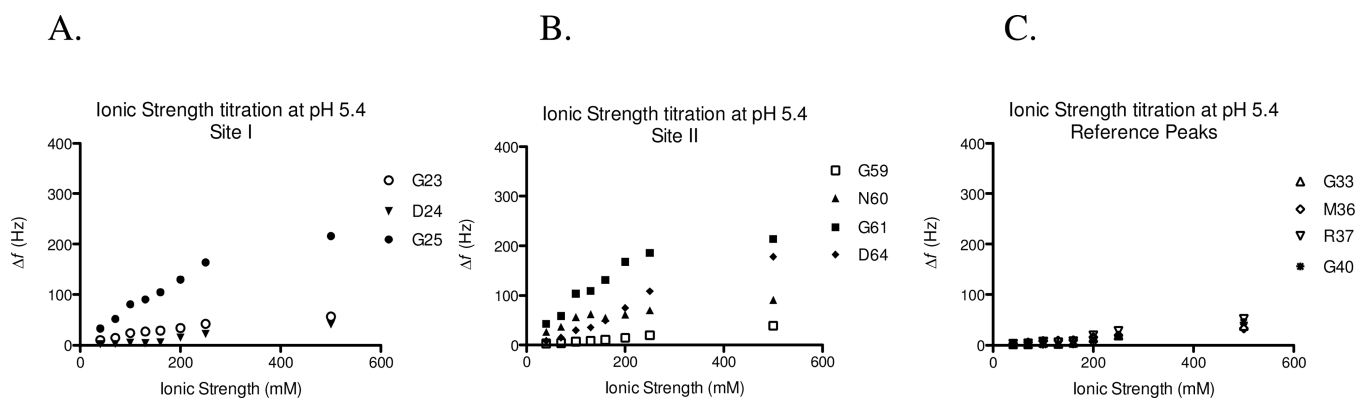 A.
Ionic Strength titration at pH 5.4
Site I
400
300
200
100
0
0 200 400 600
Δf (Hz)
Ionic Strength (mM)
G23
D24
G25
B.
Ionic Strength titration at pH 5.4
Site II
400
300
200
100
0
0 200 400 600
Δf (Hz)
Ionic Strength (mM)
G59
N60
G61
D64
C.
Ionic Strength titration at pH 5.4
Reference Peaks
400
300
200
100
0
0 200 400 600
Δf (Hz)
Ionic Strength (mM)
G33
M36
R37
G40